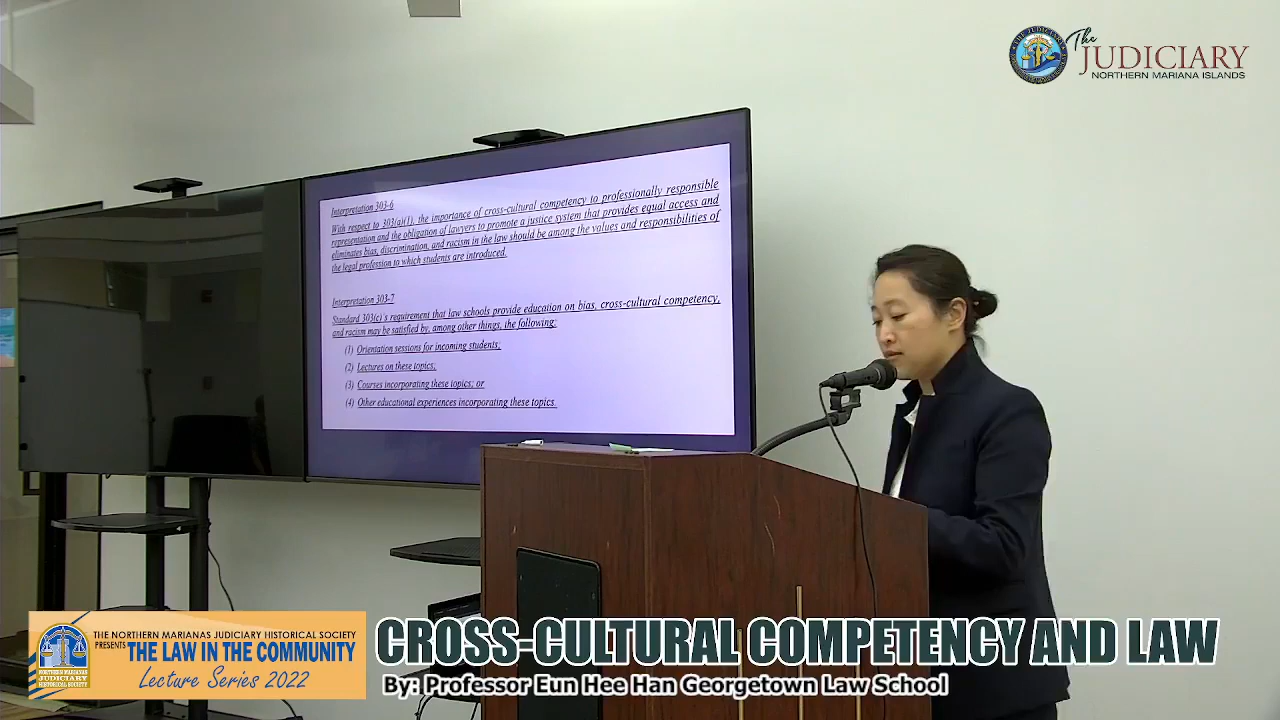 The
JUDICIARY
NORTHERN MARIANA ISLANDS
Interpretation 303-6
With respect to 303(a)(1), the importance of cross-cultural competency to professionally responsible
representation and the obligation of lawyers to promote a justice system that provides equal access and
eliminates bias, discrimination, and racism in the law should be among the values and responsibilities of
the legal profession to which students are introduced.
Interpretation 303-7
Standard 303(c)'s requirement that law schools provide education on bias, cross-cultural competency,
and racism may be satisfied by, among other things, the following:
(1) Orientation sessions for incoming students;
(2) Lectures on these topics;
(3) Courses incorporating these topics; or
(4) Other educational experiences incorporating these topics.
THE NORTHERN MARIANAS JUDICIARY HISTORICAL SOCIETY
PRESENTS THE LAW IN THE COMMUNITY
Lecture Series 2022
NORTHERN MARIANAS
JUDICIARY
HISTORICAL SOCIETY
CROSS-CULTURAL COMPETENCY AND LAW
By: Professor Eun Hee Han Georgetown Law School